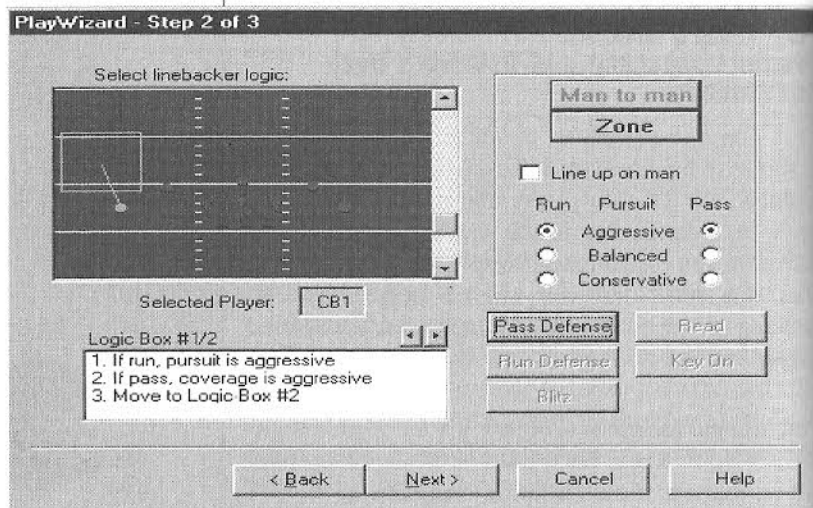 PlayWizard - Step 2 of 3
Select linebacker logic:
Man to man
Zone
Line up on man
Run Pursuit Pass
Aggressive
Balanced
Conservative
Selected Player: CB1
Logic Box #1/2
1. If run, pursuit is aggressive
2. If pass, coverage is aggressive
3. Move to Logic Box #2
Pass Defense Read
Run Defense Key On
Blitz
< Back Next > Cancel Help